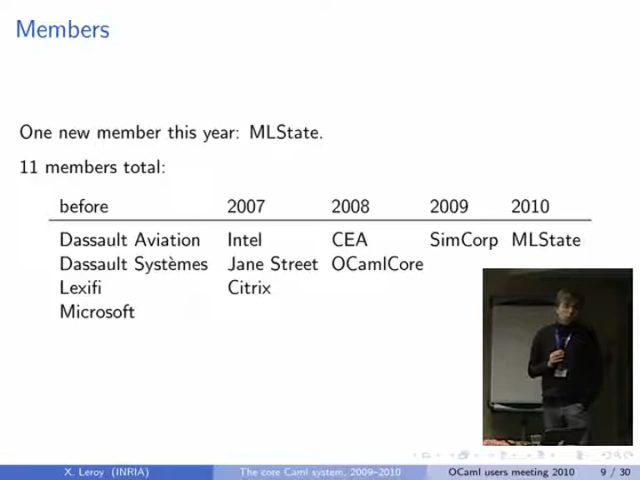 Members
One new member this year: MLState.
11 members total:
before 2007 2008 2009 2010
Dassault Aviation Intel CEA SimCorp MLState
Dassault Systèmes Jane Street OCamlCore
Lexifi Citrix
Microsoft
X. Leroy (INRIA) The core Caml system, 2009–2010 OCaml users meeting 2010 9 / 30